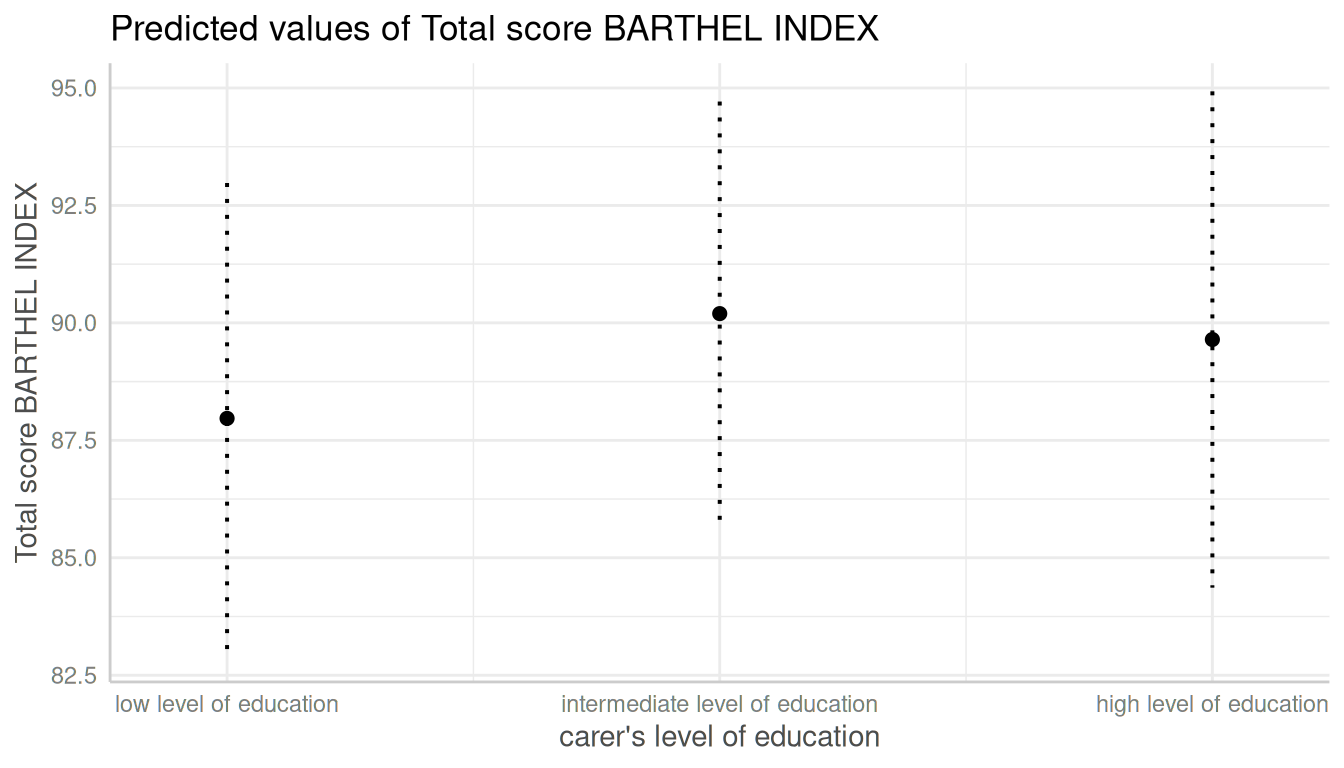 Predicted values of Total score BARTHEL INDEX
Total score BARTHEL INDEX
95.0
92.5
90.0
87.5
85.0
82.5
low level of education
intermediate level of education
high level of education
carer's level of education